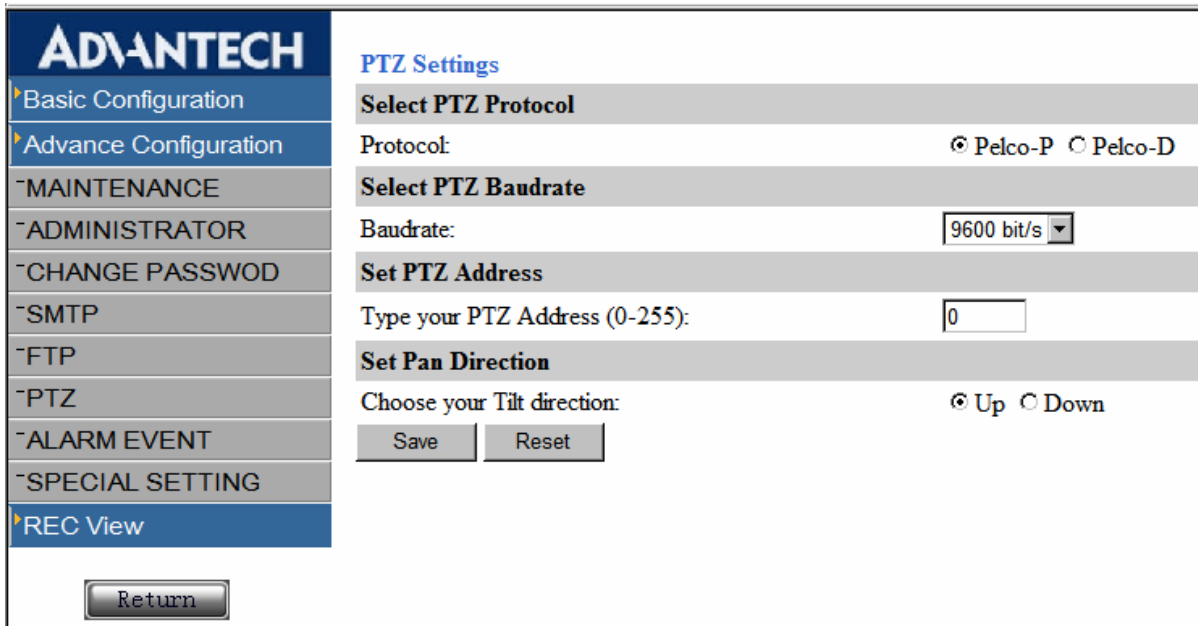 ADVANTECH
Basic Configuration
Advance Configuration
-MAINTENANCE
-ADMINISTRATOR
-CHANGE PASSWOD
-SMTP
-FTP
-PTZ
-ALARM EVENT
-SPECIAL SETTING
REC View
Return
PTZ Settings
Select PTZ Protocol
Protocol: Pelco-P Pelco-D
Select PTZ Baudrate
Baudrate: 9600 bit/s
Set PTZ Address
Type your PTZ Address (0-255): 0
Set Pan Direction
Choose your Tilt direction: Up Down
Save Reset